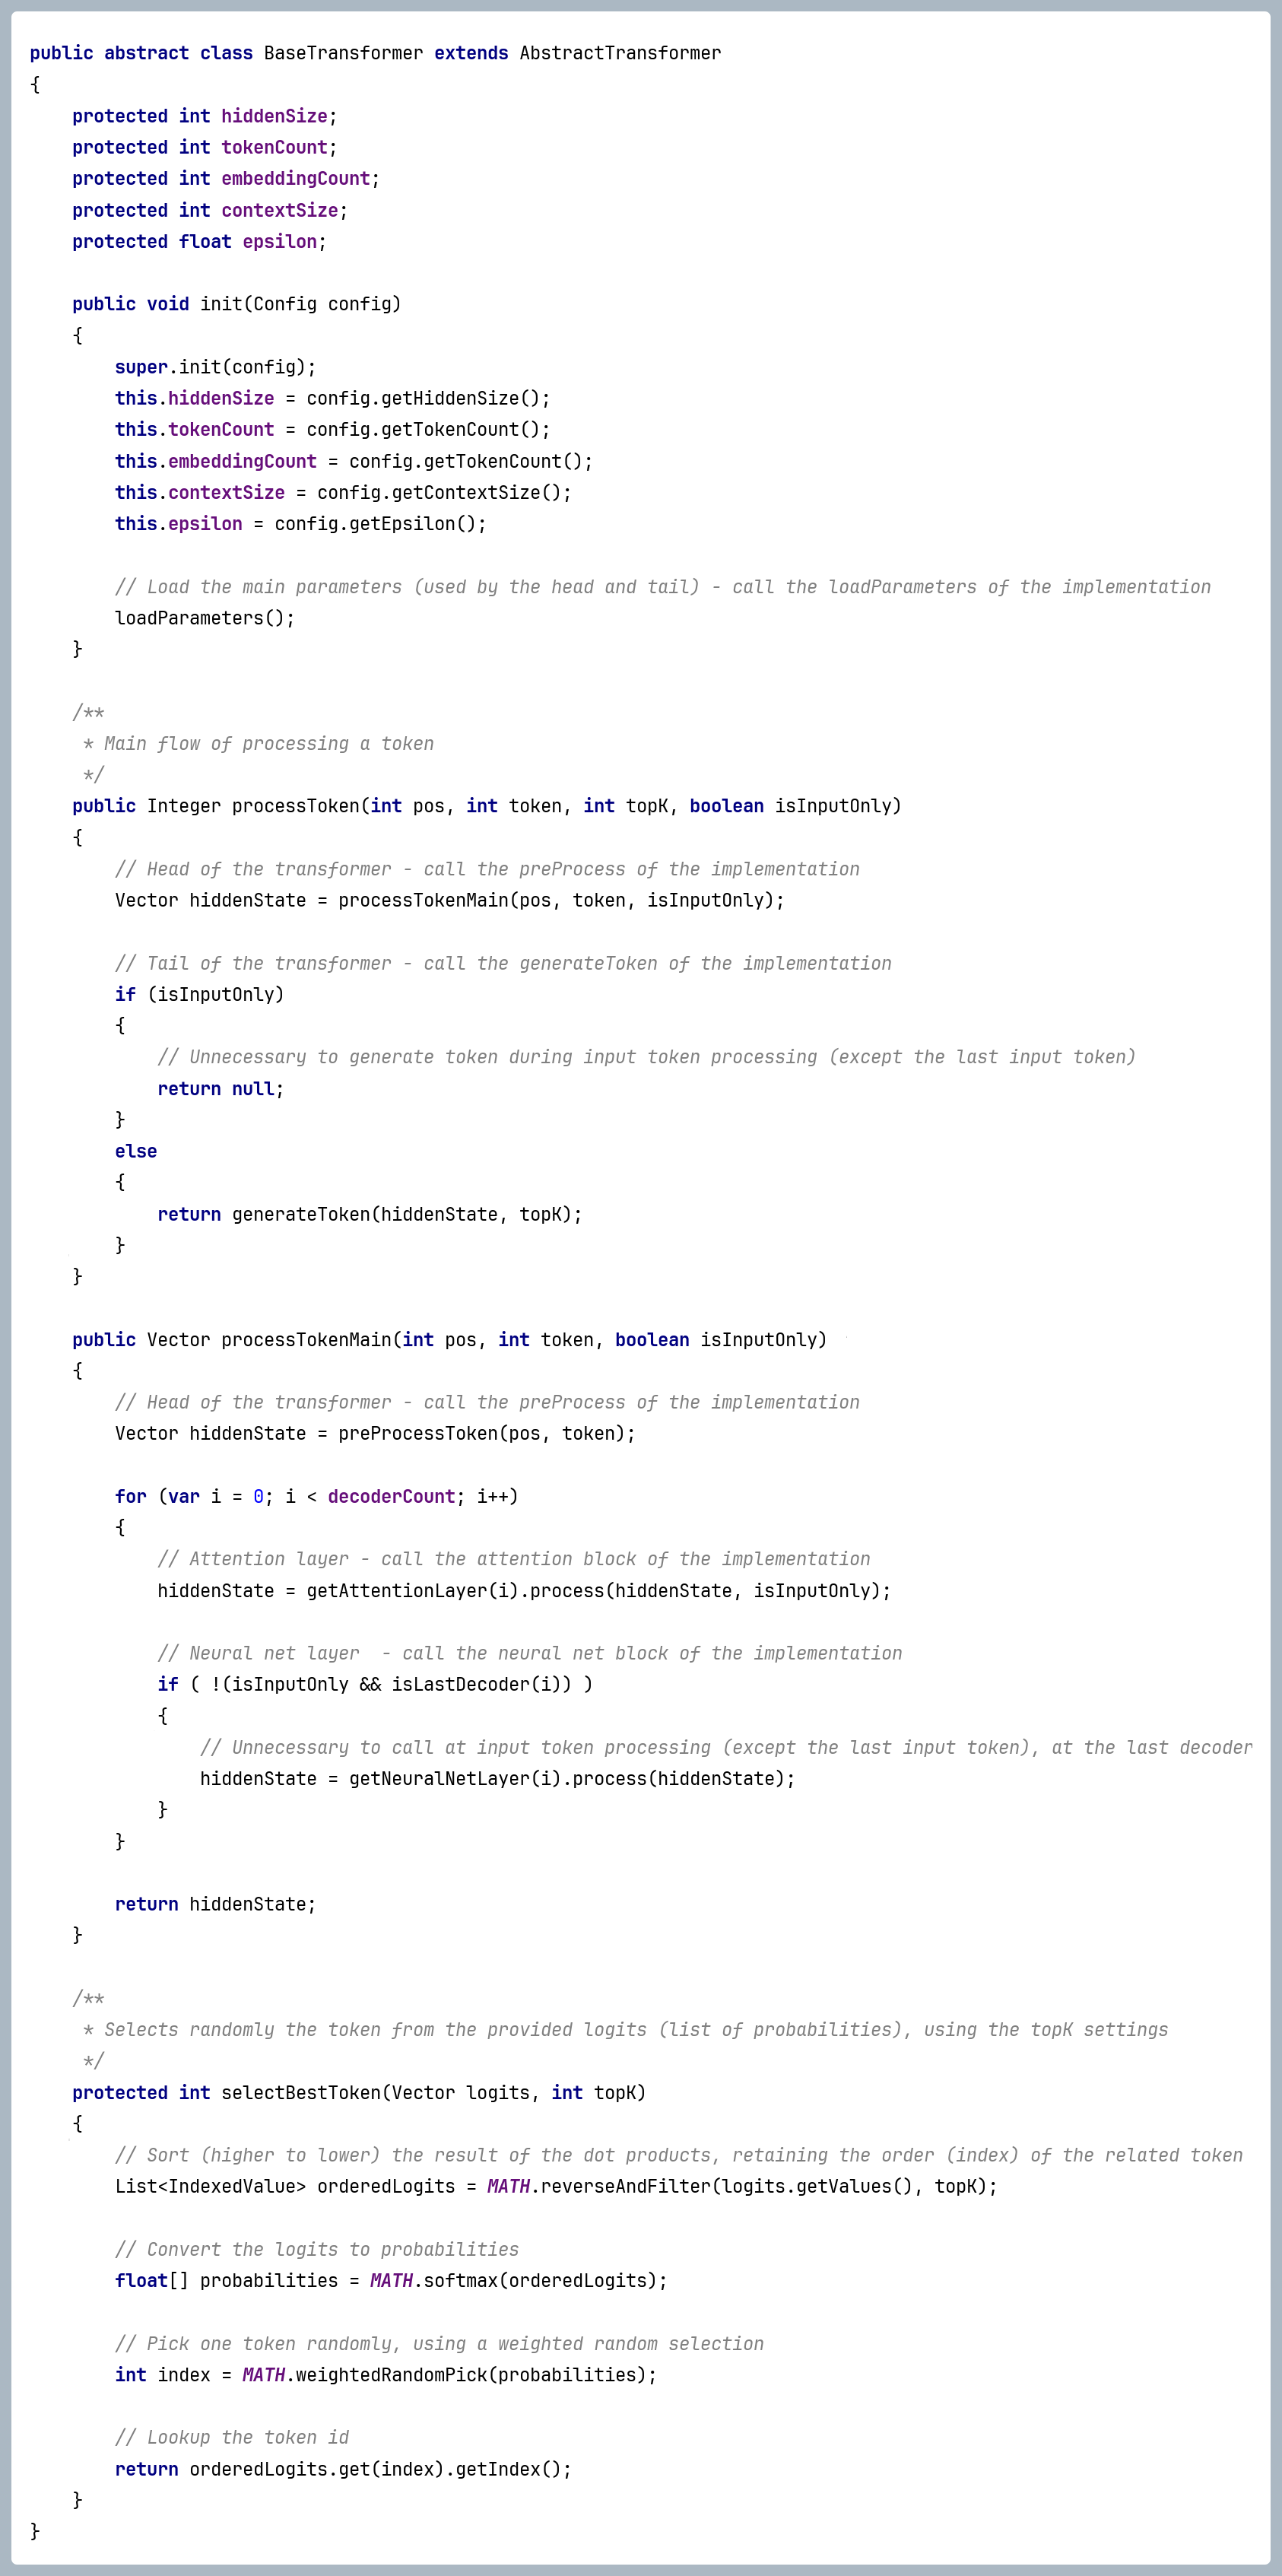 public abstract class BaseTransformer extends AbstractTransformer
{
    protected int hiddenSize;
    protected int tokenCount;
    protected int embeddingCount;
    protected int contextSize;
    protected float epsilon;

    public void init(Config config)
    {
        super.init(config);
        this.hiddenSize = config.getHiddenSize();
        this.tokenCount = config.getTokenCount();
        this.embeddingCount = config.getTokenCount();
        this.contextSize = config.getContextSize();
        this.epsilon = config.getEpsilon();

        // Load the main parameters (used by the head and tail) - call the loadParameters of the implementation
        loadParameters();
    }

    /**
     * Main flow of processing a token
     */
    public Integer processToken(int pos, int token, int topK, boolean isInputOnly)
    {
        // Head of the transformer - call the preProcess of the implementation
        Vector hiddenState = processTokenMain(pos, token, isInputOnly);

        // Tail of the transformer - call the generateToken of the implementation
        if (isInputOnly)
        {
            // Unnecessary to generate token during input token processing (except the last input token)
            return null;
        }
        else
        {
            return generateToken(hiddenState, topK);
        }
    }

    public Vector processTokenMain(int pos, int token, boolean isInputOnly)
    {
        // Head of the transformer - call the preProcess of the implementation
        Vector hiddenState = preProcessToken(pos, token);

        for (var i = 0; i < decoderCount; i++)
        {
            // Attention layer - call the attention block of the implementation
            hiddenState = getAttentionLayer(i).process(hiddenState, isInputOnly);

            // Neural net layer  - call the neural net block of the implementation
            if ( !(isInputOnly && isLastDecoder(i)) )
            {
                // Unnecessary to call at input token processing (except the last input token), at the last decoder
                hiddenState = getNeuralNetLayer(i).process(hiddenState);
            }
        }

        return hiddenState;
    }

    /**
     * Selects randomly the token from the provided logits (list of probabilities), using the topK settings
     */
    protected int selectBestToken(Vector logits, int topK)
    {
        // Sort (higher to lower) the result of the dot products, retaining the order (index) of the related token
        List<IndexedValue> orderedLogits = MATH.reverseAndFilter(logits.getValues(), topK);

        // Convert the logits to probabilities
        float[] probabilities = MATH.softmax(orderedLogits);

        // Pick one token randomly, using a weighted random selection
        int index = MATH.weightedRandomPick(probabilities);

        // Lookup the token id
        return orderedLogits.get(index).getIndex();
    }
}